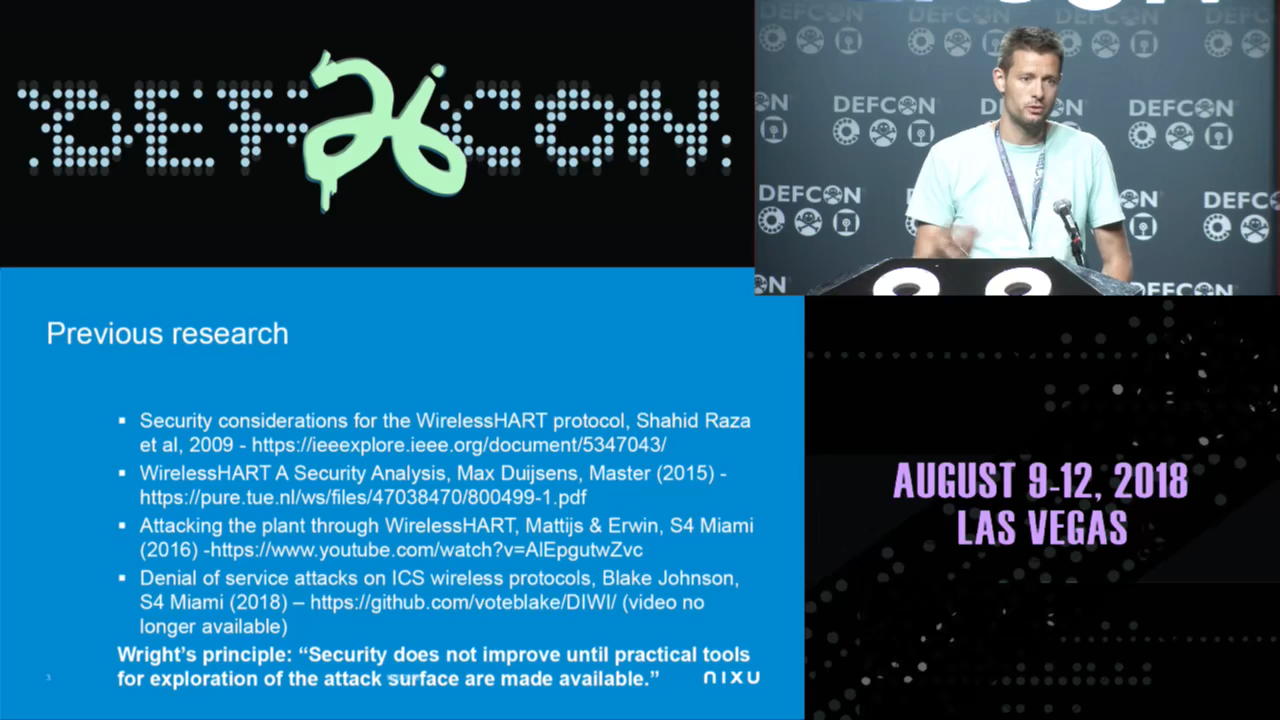 DEFCON
26
DEFCON
DEFCON
DEFCON
DEFCON
DEFCON
DEFCON
DEFCON
Previous research
▪ Security considerations for the WirelessHART protocol, Shahid Raza
et al, 2009 - https://ieeexplore.ieee.org/document/5347043/
▪ WirelessHART A Security Analysis, Max Duijsens, Master (2015) -
https://pure.tue.nl/ws/files/47038470/800499-1.pdf
▪ Attacking the plant through WirelessHART, Mattijs & Erwin, S4 Miami
(2016) -https://www.youtube.com/watch?v=AlEpgutwZvc
▪ Denial of service attacks on ICS wireless protocols, Blake Johnson,
S4 Miami (2018) – https://github.com/voteblake/DIWI/ (video no
longer available)
Wright's principle: “Security does not improve until practical tools
for exploration of the attack surface are made available.”
3
nixu
AUGUST 9-12, 2018
LAS VEGAS